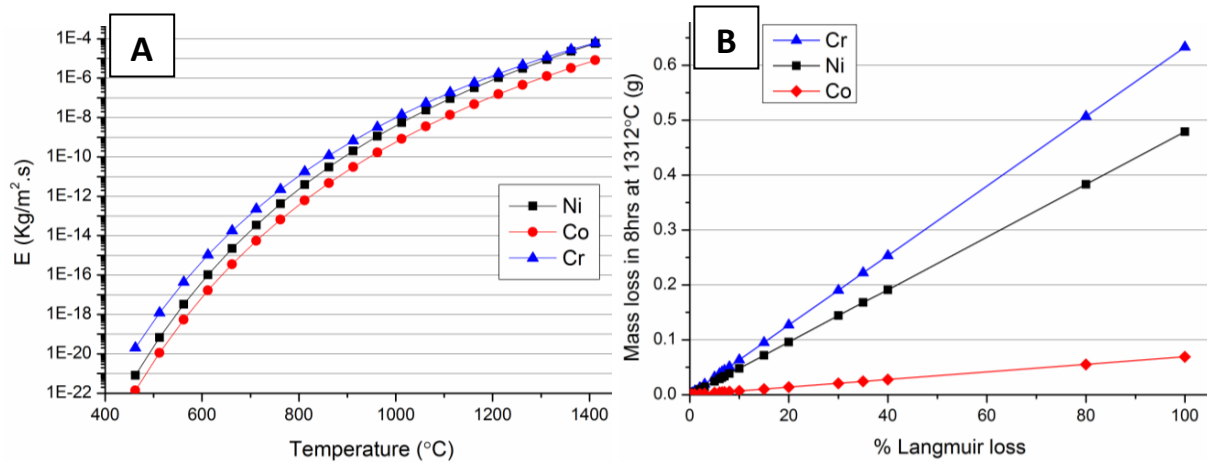 A
E (Kg/m².s)
1E-4
1E-6
1E-8
1E-10
1E-12
1E-14
1E-16
1E-18
1E-20
1E-22
Ni
Co
Cr
400 600 800 1000 1200 1400
Temperature (°C)
B
Cr
Ni
Co
Mass loss in 8hrs at 1312°C (g)
0.6
0.5
0.4
0.3
0.2
0.1
0.0
0 20 40 60 80 100
% Langmuir loss